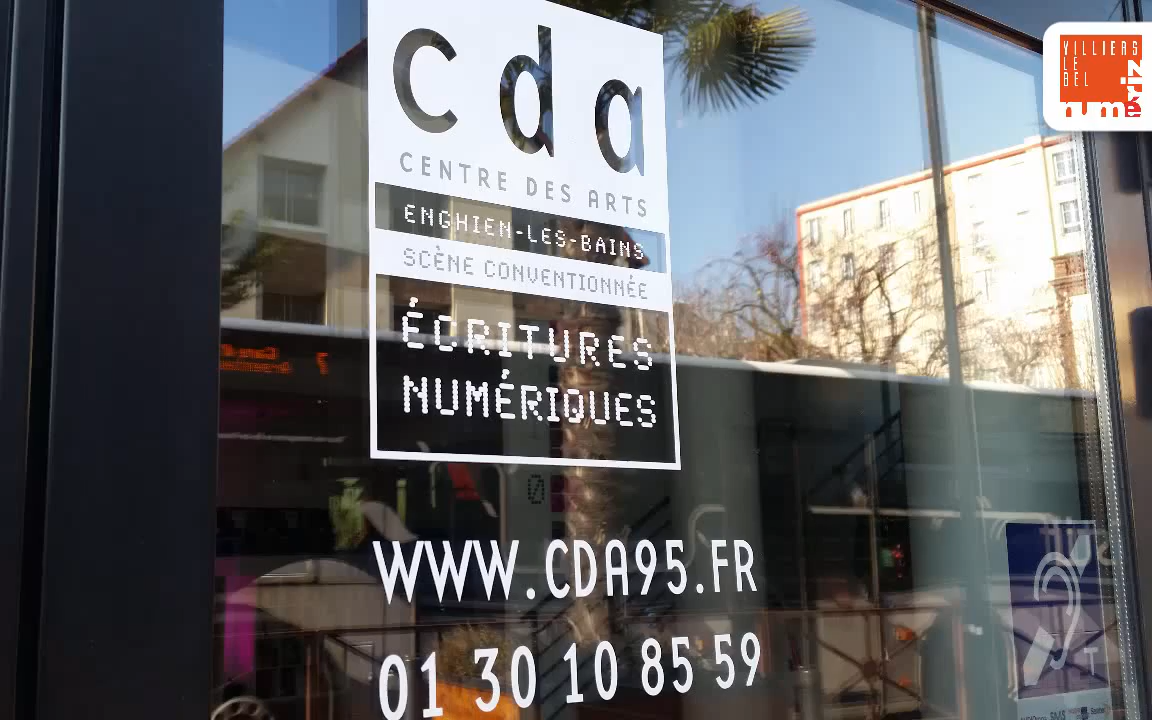 cda
CENTRE DES ARTS
ENGHIEN-LES-BAINS
SCÈNE CONVENTIONNÉE
ÉCRITURES
NUMÉRIQUES
WWW.CDA95.FR
01 30 10 85 59
VILLIERS
LE
BEL
numériz
T